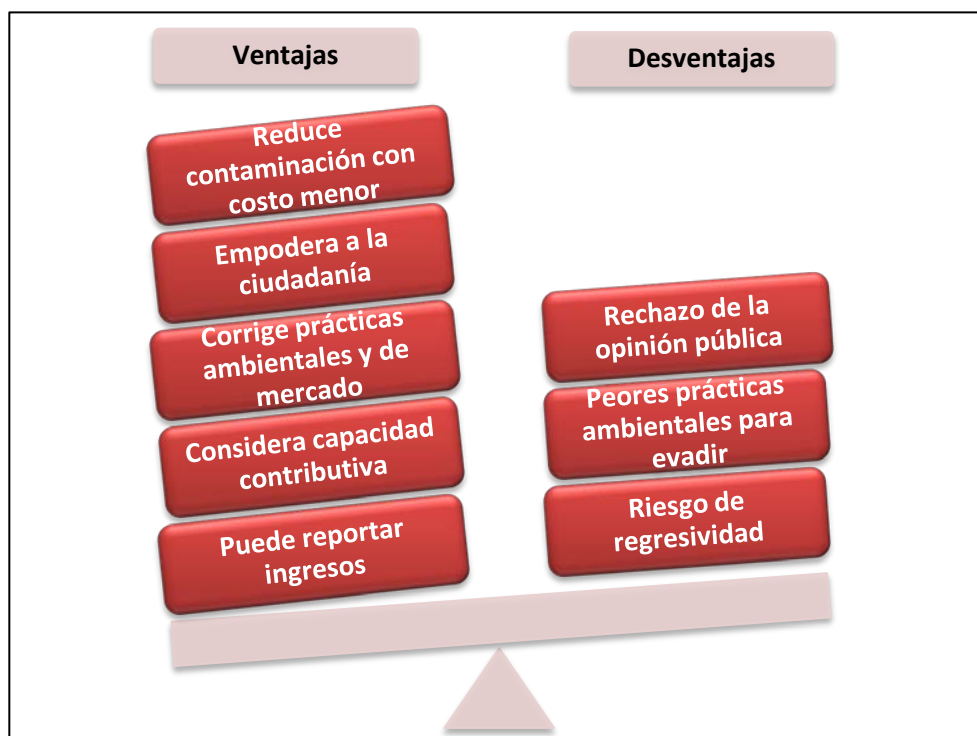 Ventajas
Desventajas
Reduce
contaminación con
costo menor
Empodera a la
ciudadanía
Corrige prácticas
ambientales y de
mercado
Considera capacidad
contributiva
Puede reportar
ingresos
Rechazo de la
opinión pública
Peores prácticas
ambientales para
evadir
Riesgo de
regresividad